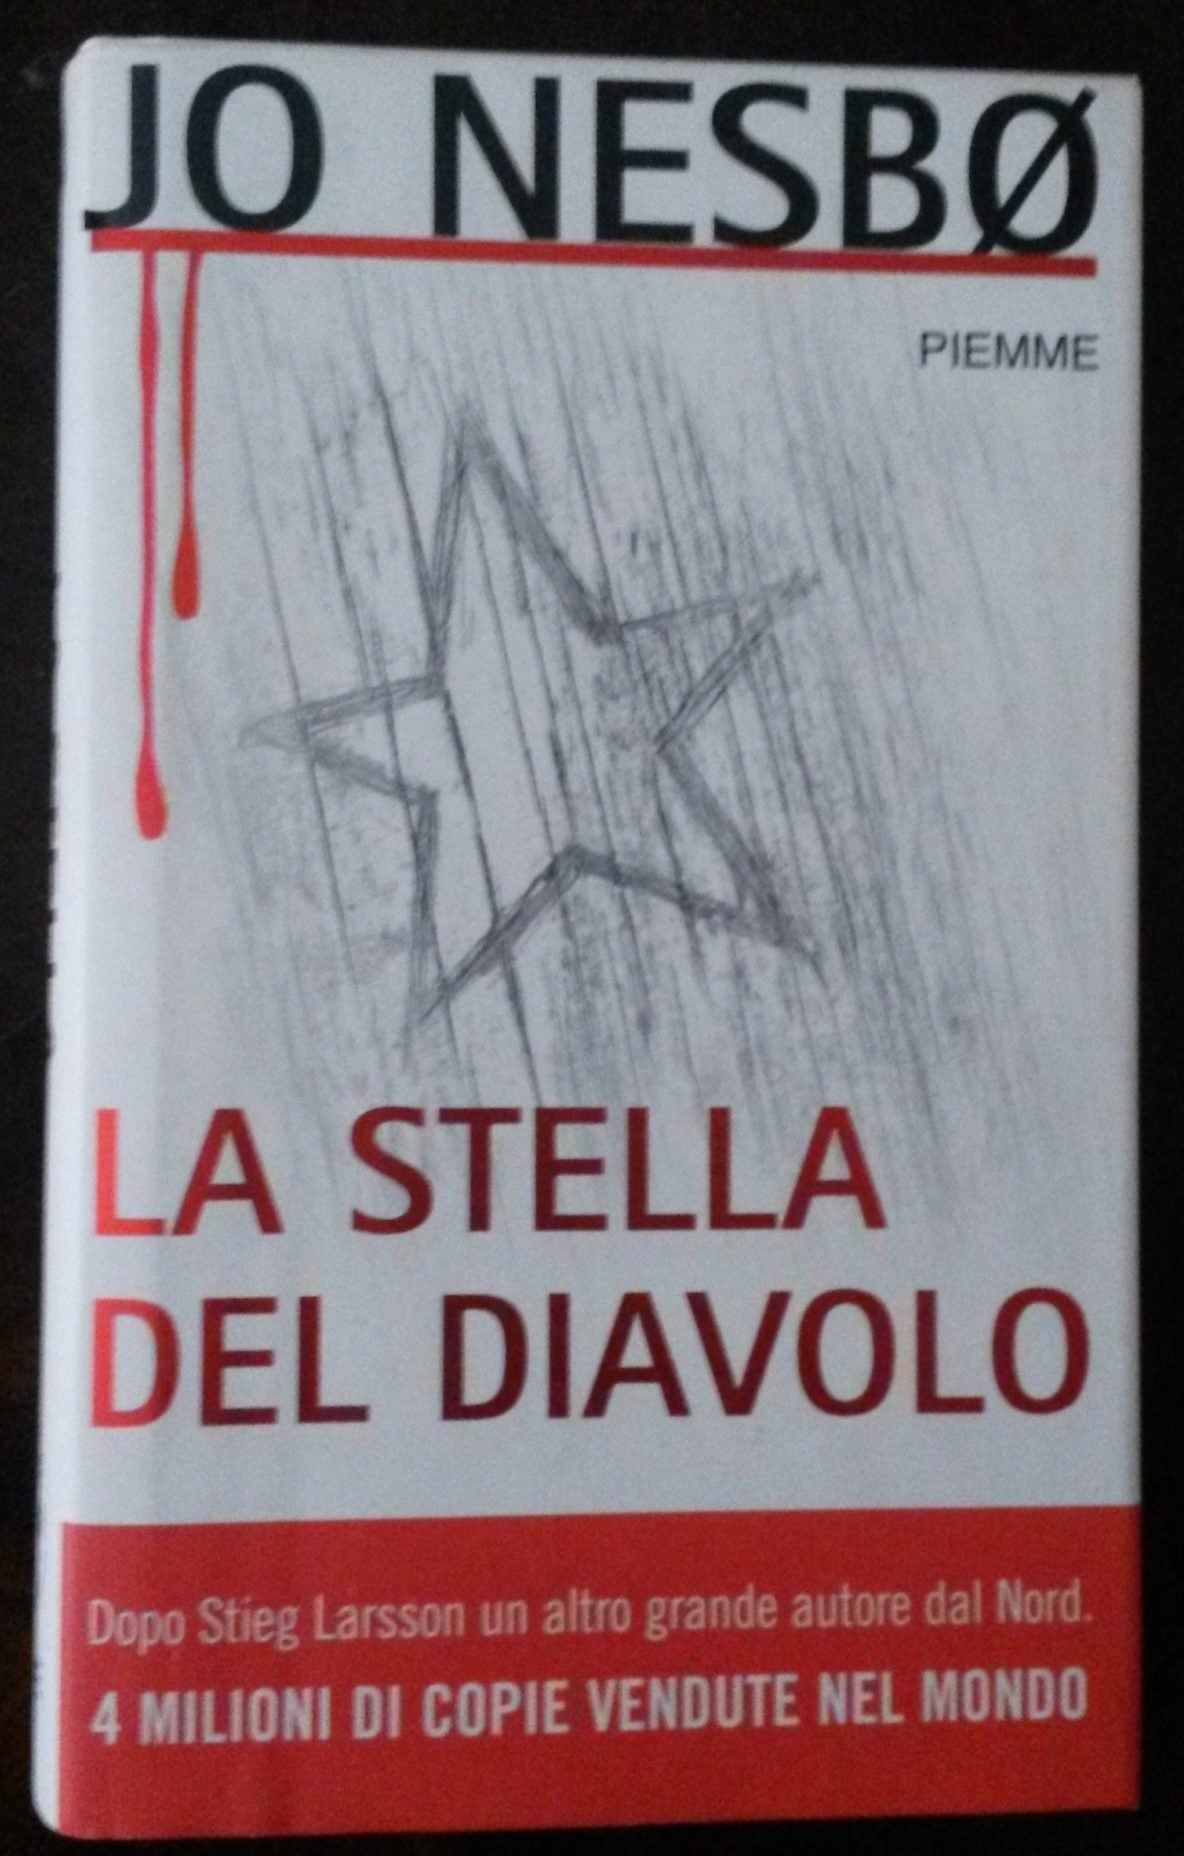 JO NESBØ
PIEMME
LA STELLA
DEL DIAVOLO
Dopo Stieg Larsson un altro grande autore dal Nord.
4 MILIONI DI COPIE VENDUTE NEL MONDO